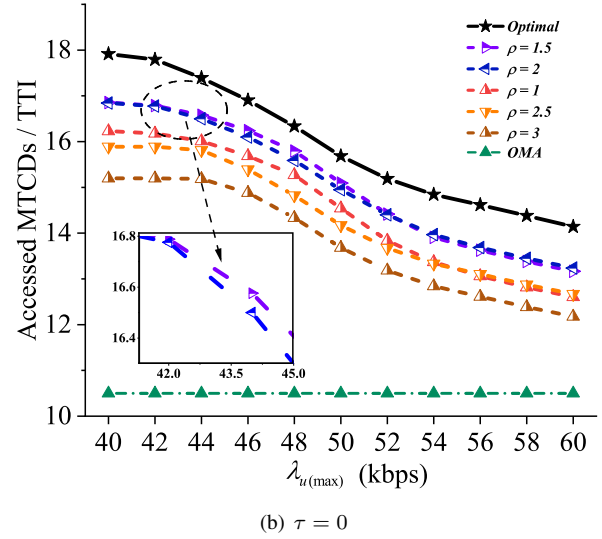 18
16
14
12
10
Accessed MTCDs / TTI
Optimal
ρ = 1.5
ρ = 2
ρ = 1
ρ = 2.5
ρ = 3
OMA
16.8
16.6
16.4
42.0 43.5 45.0
40 42 44 46 48 50 52 54 56 58 60
λu(max) (kbps)
(b) τ = 0